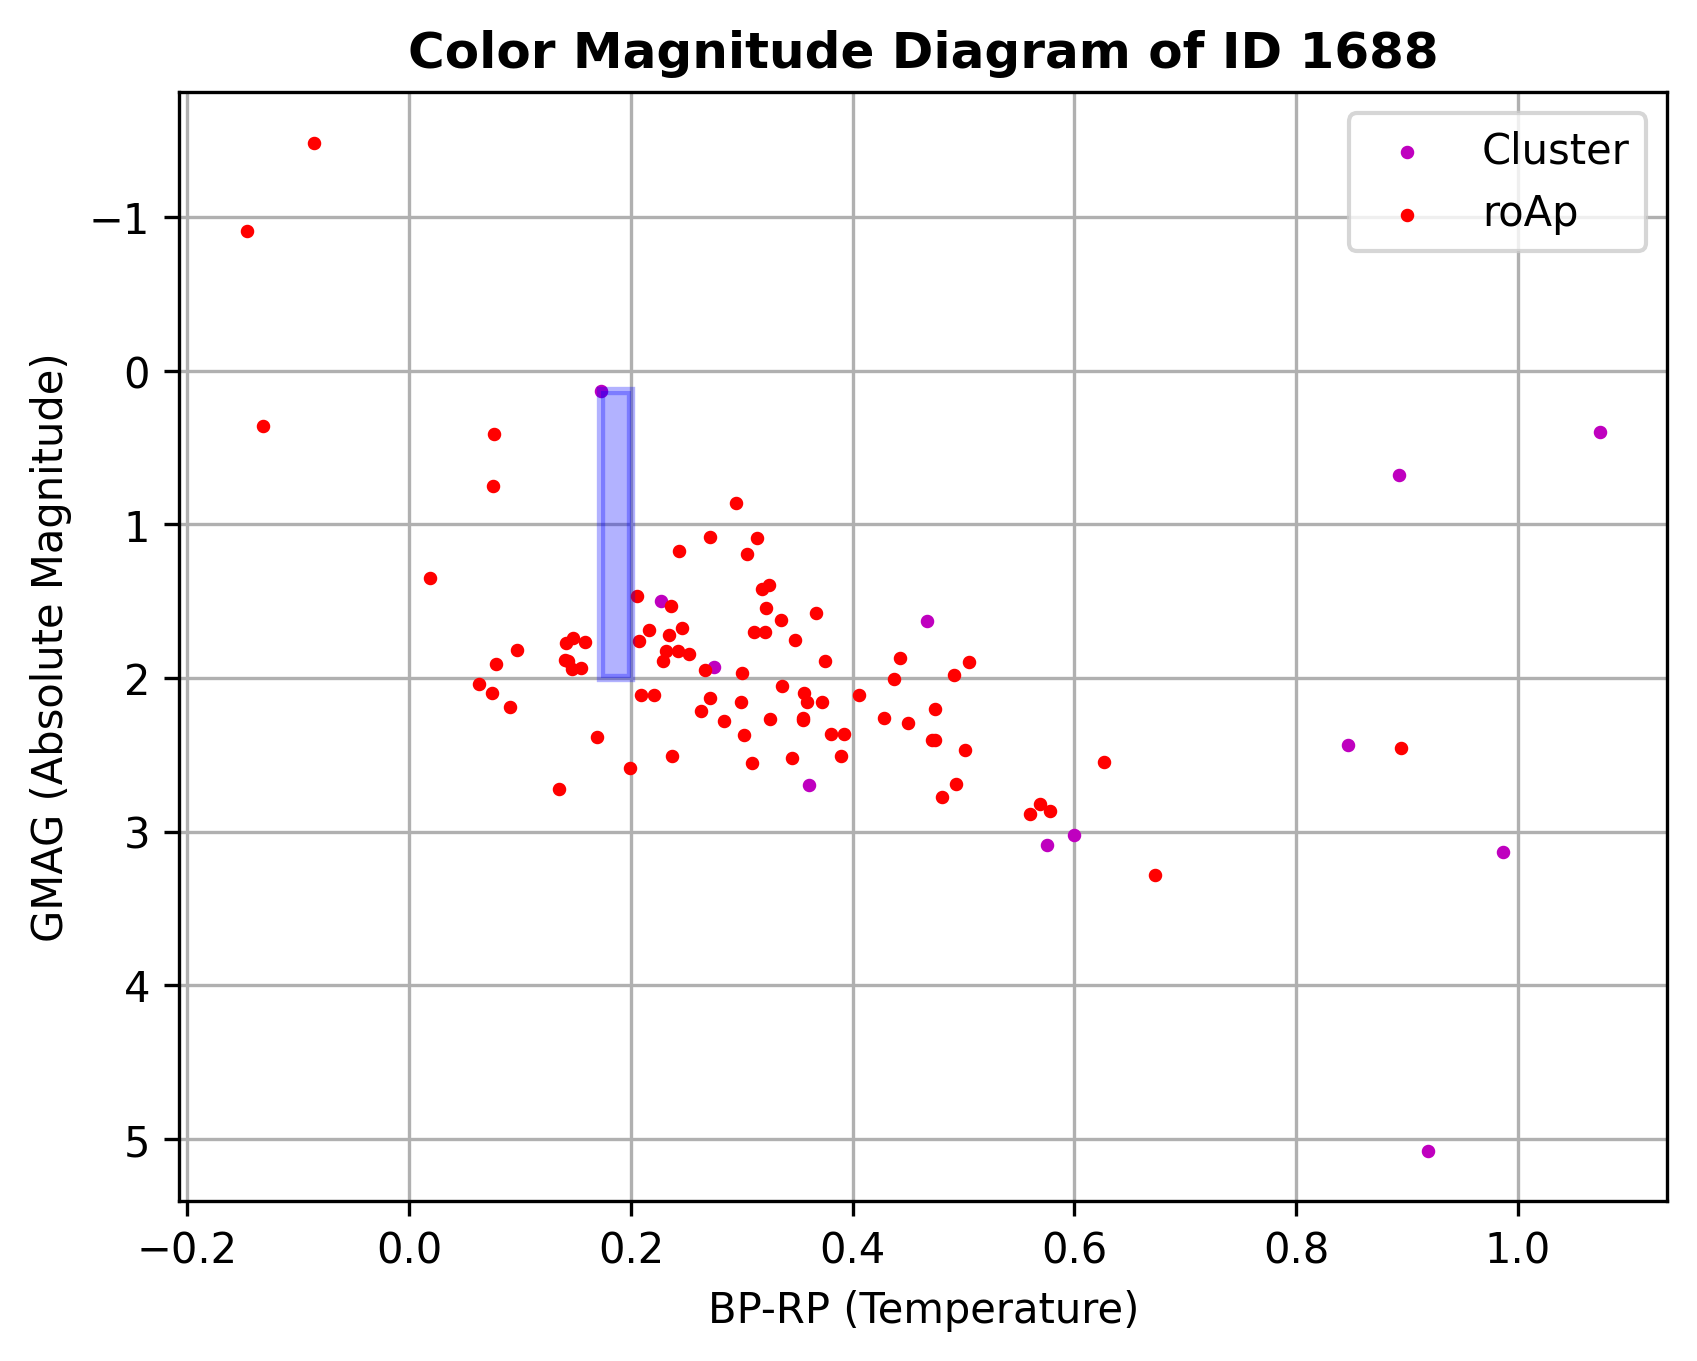 Color Magnitude Diagram of ID 1688
Cluster
roAp
GMAG (Absolute Magnitude)
−1
0
1
2
3
4
5
−0.2 0.0 0.2 0.4 0.6 0.8 1.0
BP-RP (Temperature)